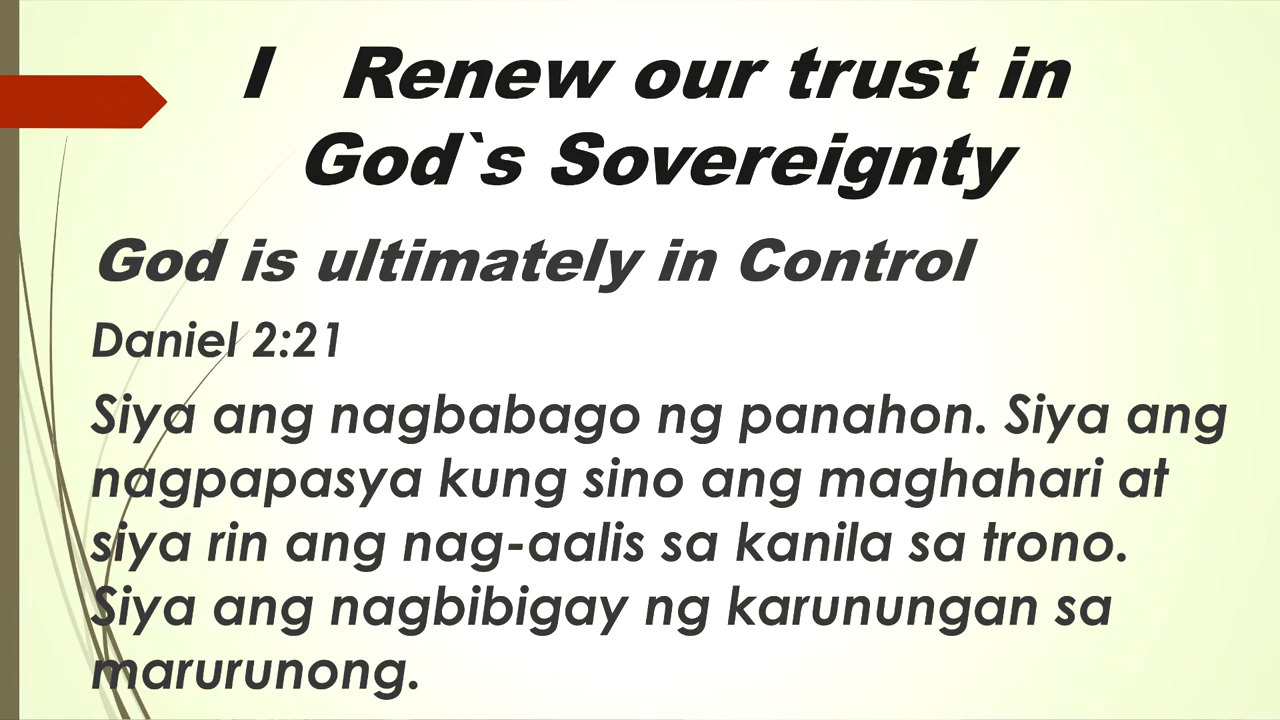 I Renew our trust in
God`s Sovereignty
God is ultimately in Control
Daniel 2:21
Siya ang nagbabago ng panahon. Siya ang
nagpapasya kung sino ang maghahari at
siya rin ang nag-aalis sa kanila sa trono.
Siya ang nagbibigay ng karunungan sa
marurunong.